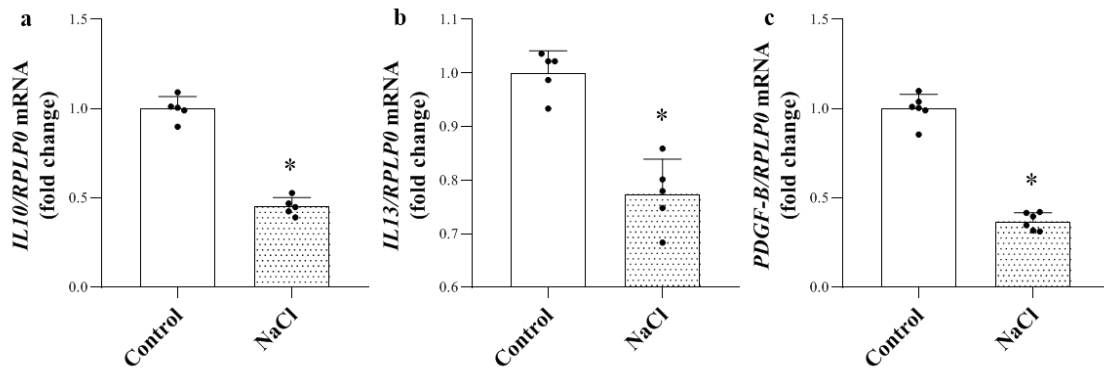 a
IL10/RPLP0 mRNA
(fold change)
1.5
1.0
0.5
0.0
*
Control
NaCl
b
IL13/RPLP0 mRNA
(fold change)
1.1
1.0
0.9
0.8
0.7
0.6
*
Control
NaCl
c
PDGF-B/RPLP0 mRNA
(fold change)
1.5
1.0
0.5
0.0
*
Control
NaCl